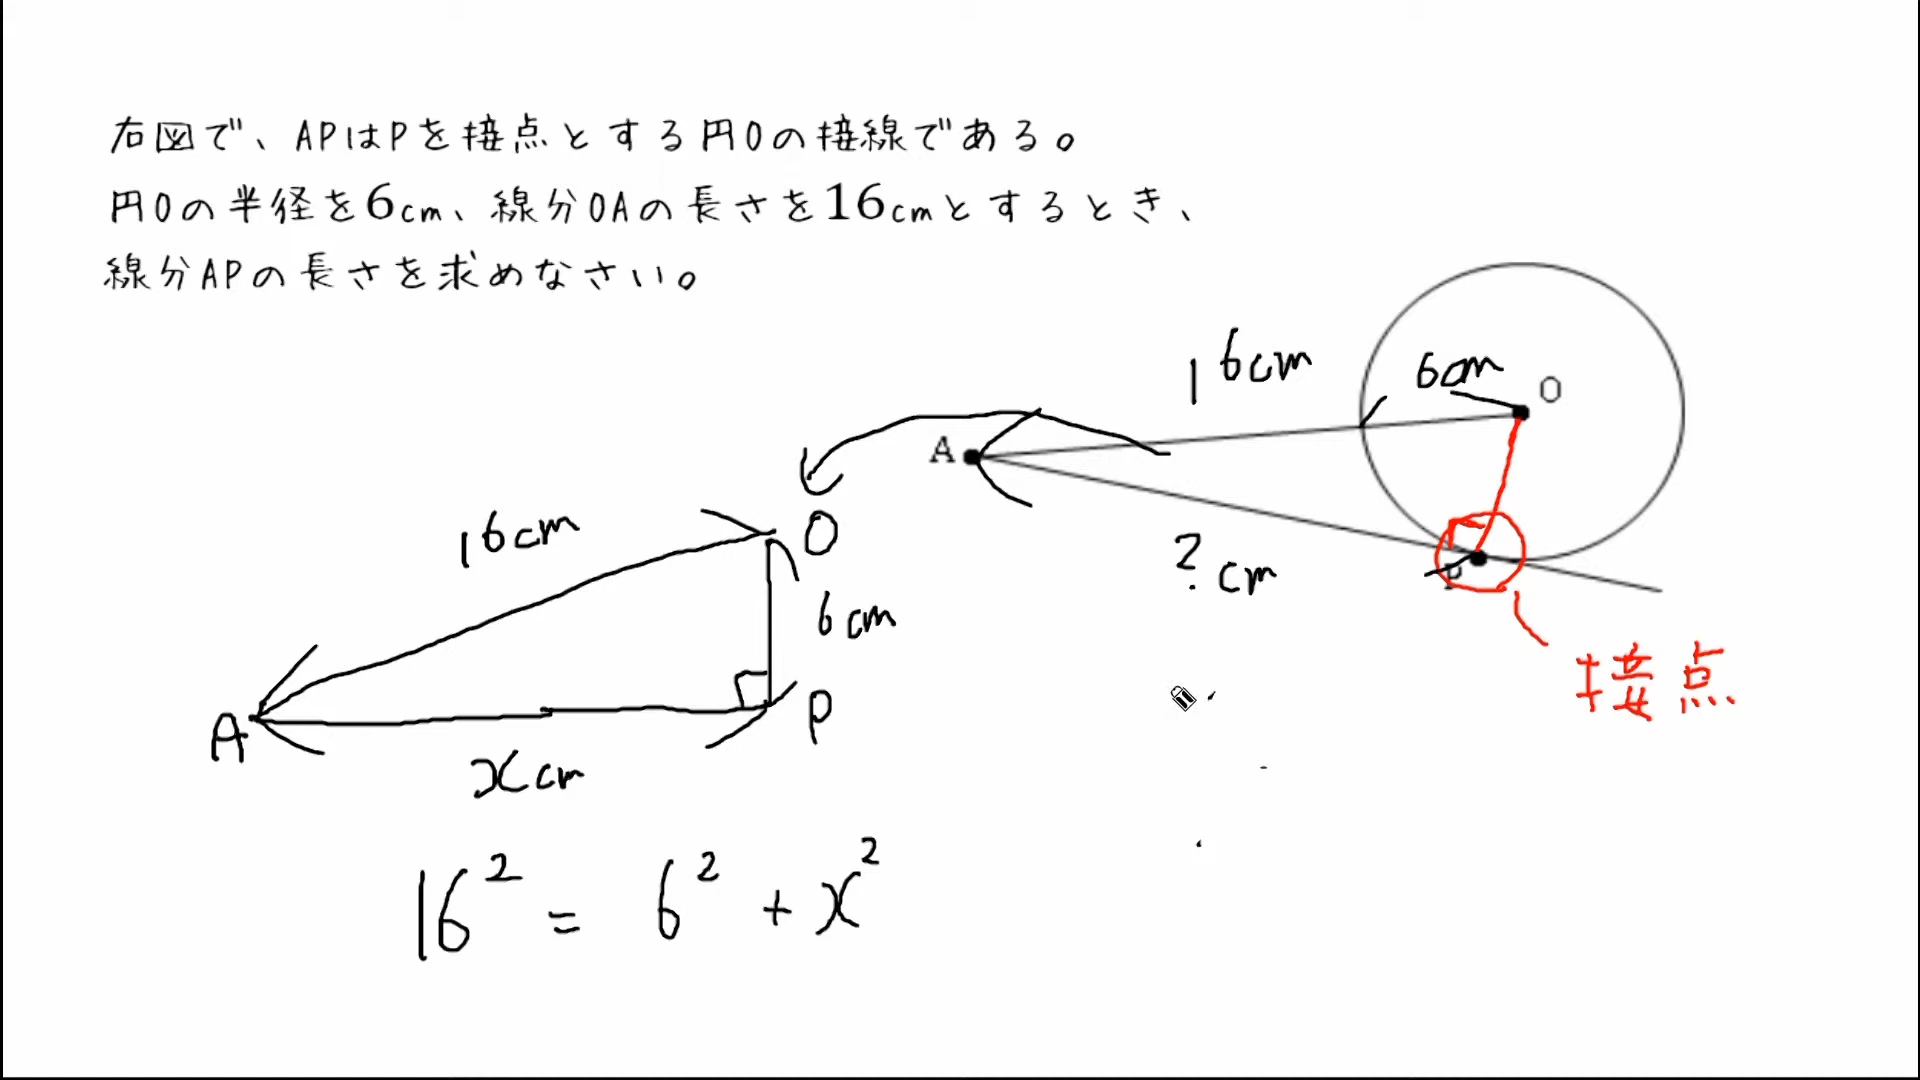 右図で、APはPを接点とする円Oの接線である。
円Oの半径を6cm、線分OAの長さを16cmとするとき、
線分APの長さを求めなさい。
16cm
6cm
O
A
P
?cm
接点
16cm
O
6cm
P
A
xcm
16² = 6² + x²